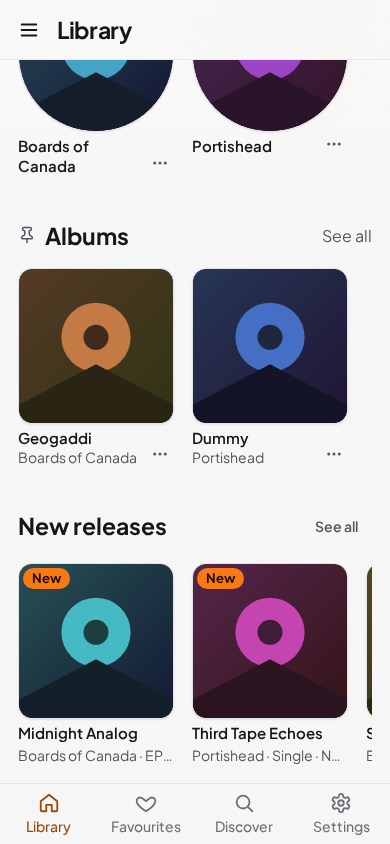 Library
Boards of
Canada
Portishead
Albums
See all
Geogaddi
Boards of Canada
Dummy
Portishead
New releases
See all
New
New
Midnight Analog
Boards of Canada · EP...
Third Tape Echoes
Portishead · Single · N...
Library
Favourites
Discover
Settings